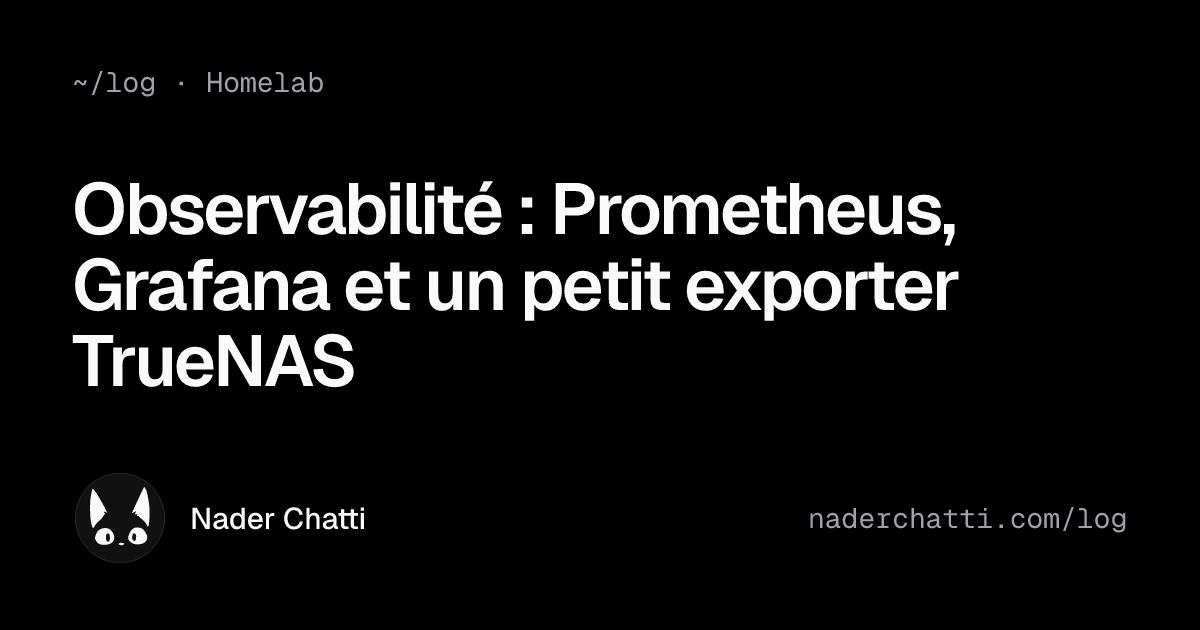 ~/log · Homelab
Observabilité : Prometheus,
Grafana et un petit exporter
TrueNAS
Nader Chatti
naderchatti.com/log